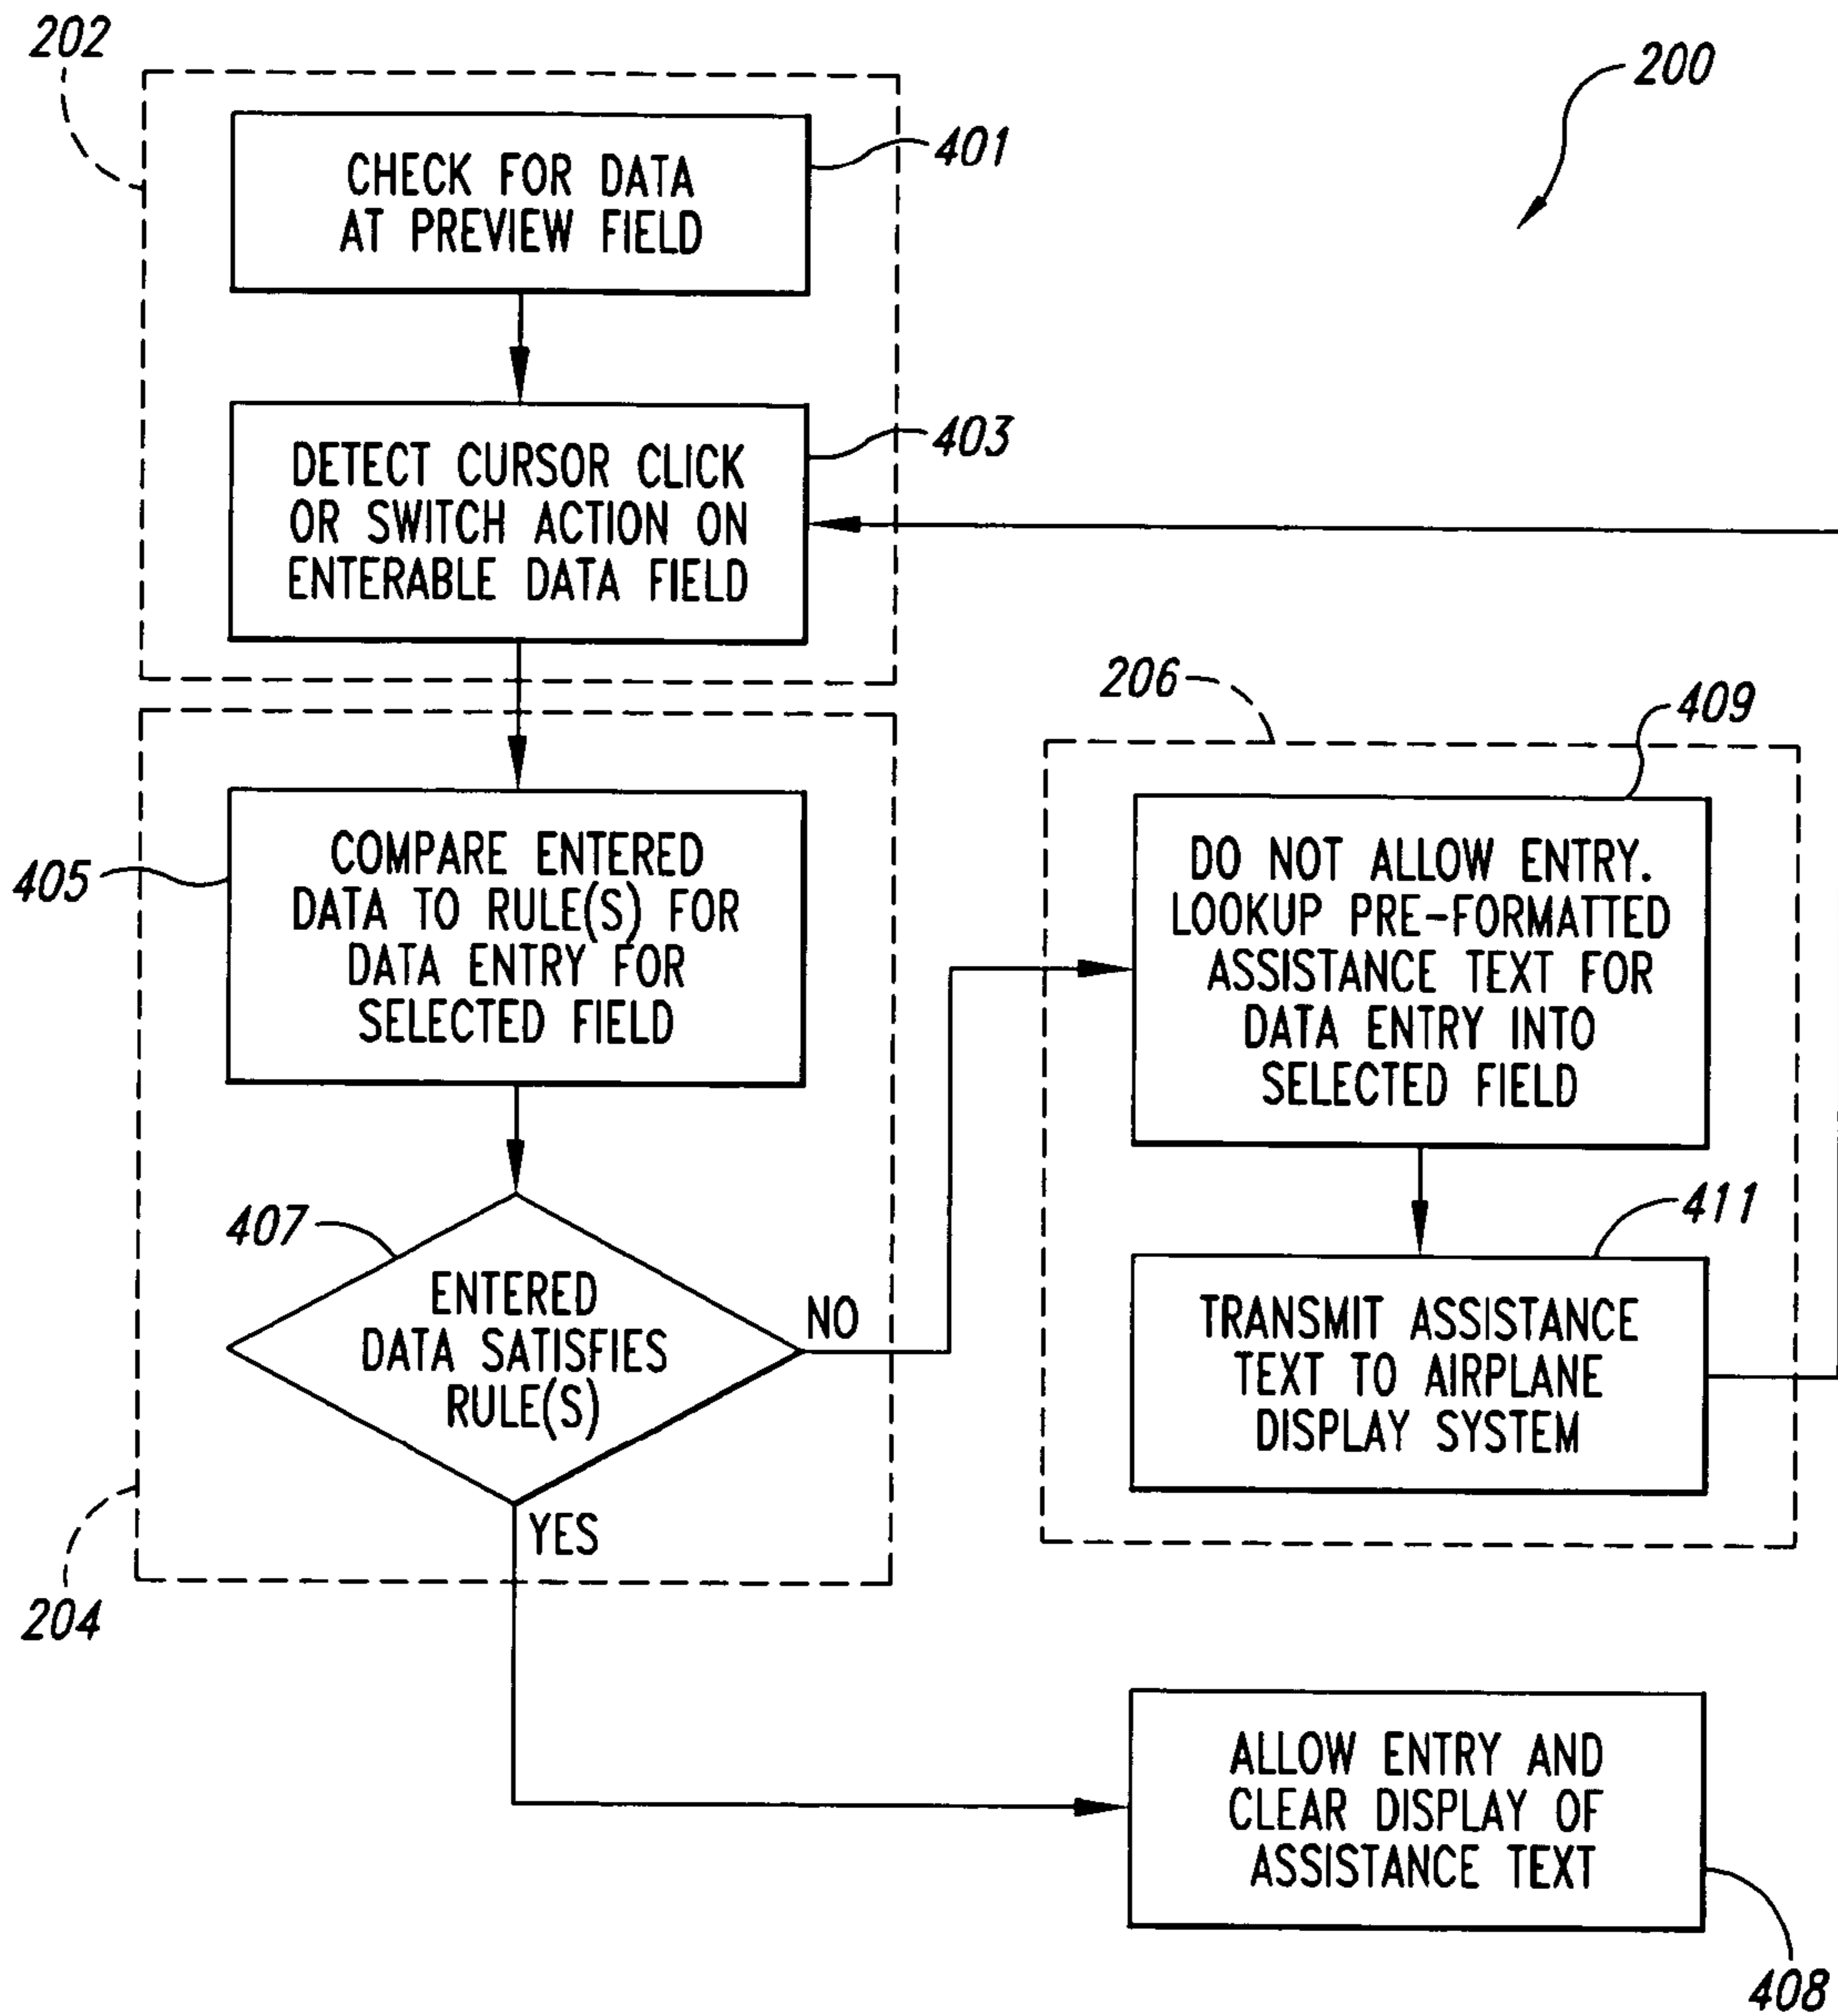 202
200
CHECK FOR DATA
AT PREVIEW FIELD
401
DETECT CURSOR CLICK
OR SWITCH ACTION ON
ENTERABLE DATA FIELD
403
405
COMPARE ENTERED
DATA TO RULE(S) FOR
DATA ENTRY FOR
SELECTED FIELD
407
ENTERED
DATA SATISFIES
RULE(S)
NO
YES
204
206
409
DO NOT ALLOW ENTRY.
LOOKUP PRE-FORMATTED
ASSISTANCE TEXT FOR
DATA ENTRY INTO
SELECTED FIELD
411
TRANSMIT ASSISTANCE
TEXT TO AIRPLANE
DISPLAY SYSTEM
ALLOW ENTRY AND
CLEAR DISPLAY OF
ASSISTANCE TEXT
408